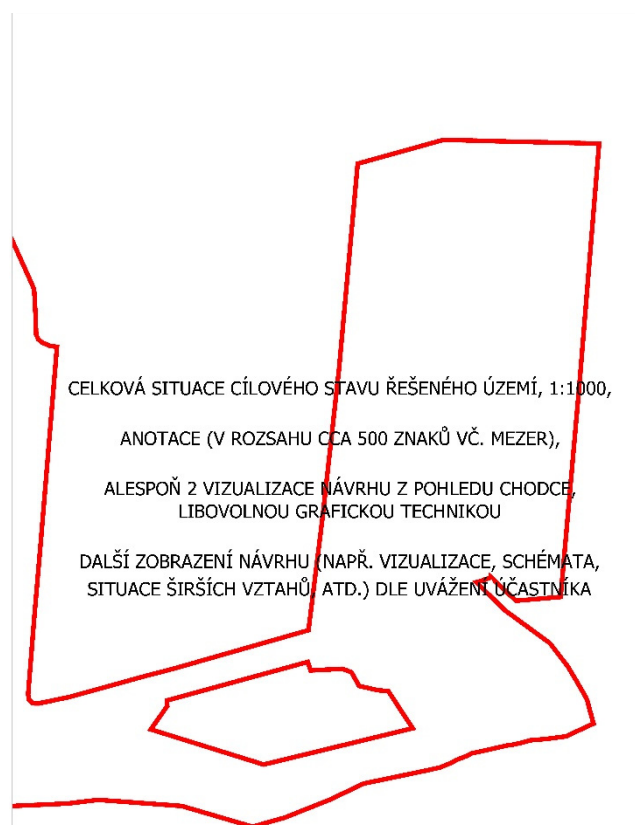 CELKOVÁ SITUACE CÍLOVÉHO STAVU ŘEŠENÉHO ÚZEMÍ, 1:1000,
ANOTACE (V ROZSAHU CCA 500 ZNAKŮ VČ. MEZER),
ALESPOŇ 2 VIZUALIZACE NÁVRHU Z POHLEDU CHODCE,
LIBOVOLNOU GRAFICKOU TECHNIKOU
DALŠÍ ZOBRAZENÍ NÁVRHU (NAPŘ. VIZUALIZACE, SCHÉMATA,
SITUACE ŠIRŠÍCH VZTAHŮ, ATD.) DLE UVÁŽENÍ ÚČASTNÍKA